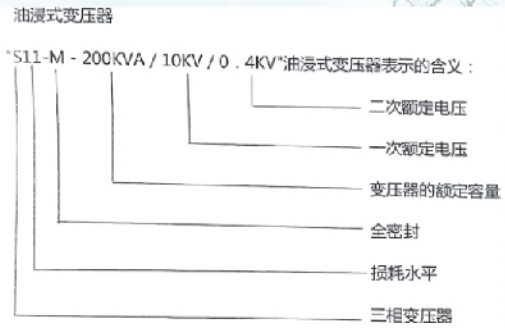 油浸式变压器
"S11-M - 200KVA / 10KV / 0 . 4KV"油浸式变压器表示的含义：
二次额定电压
一次额定电压
变压器的额定容量
全密封
损耗水平
三相变压器